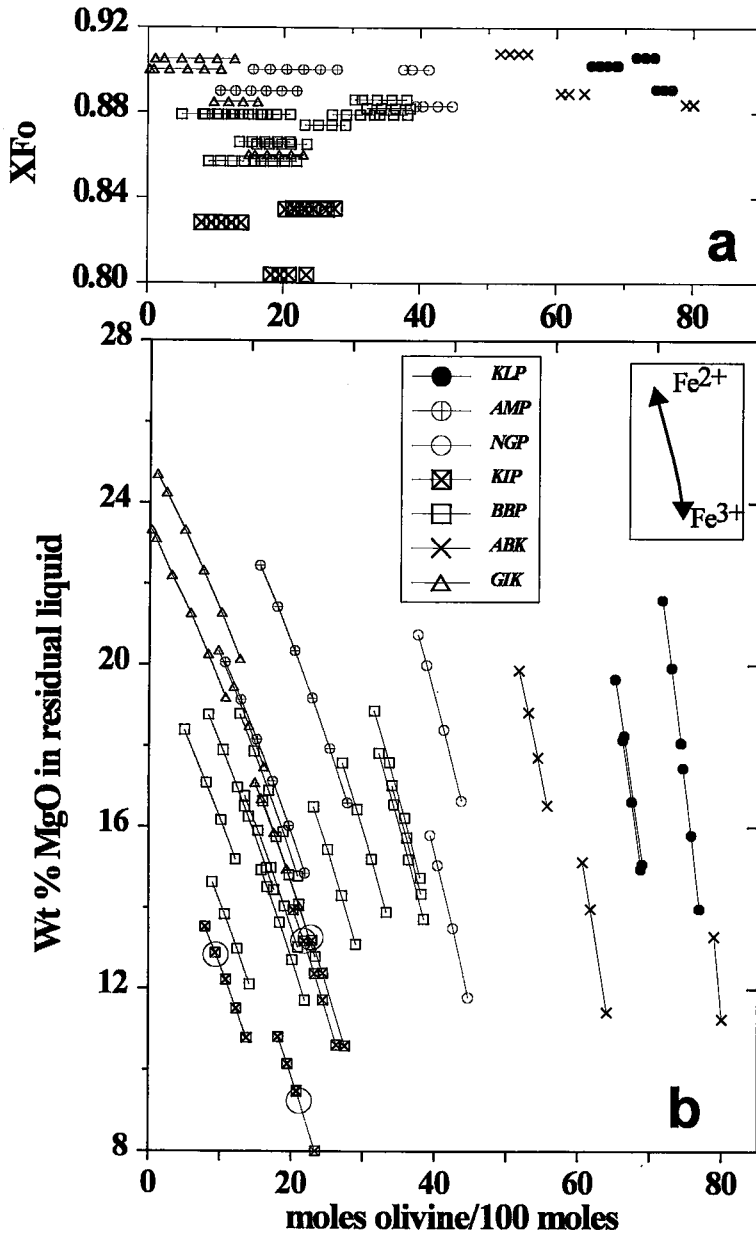 0.92
0.88
0.84
0.80
XFo
a
0 20 40 60 80
28
24
20
16
12
8
Wt % MgO in residual liquid
KLP
AMP
NGP
KIP
BBP
ABK
GIK
Fe2+
Fe3+
b
0 20 40 60 80
moles olivine/100 moles